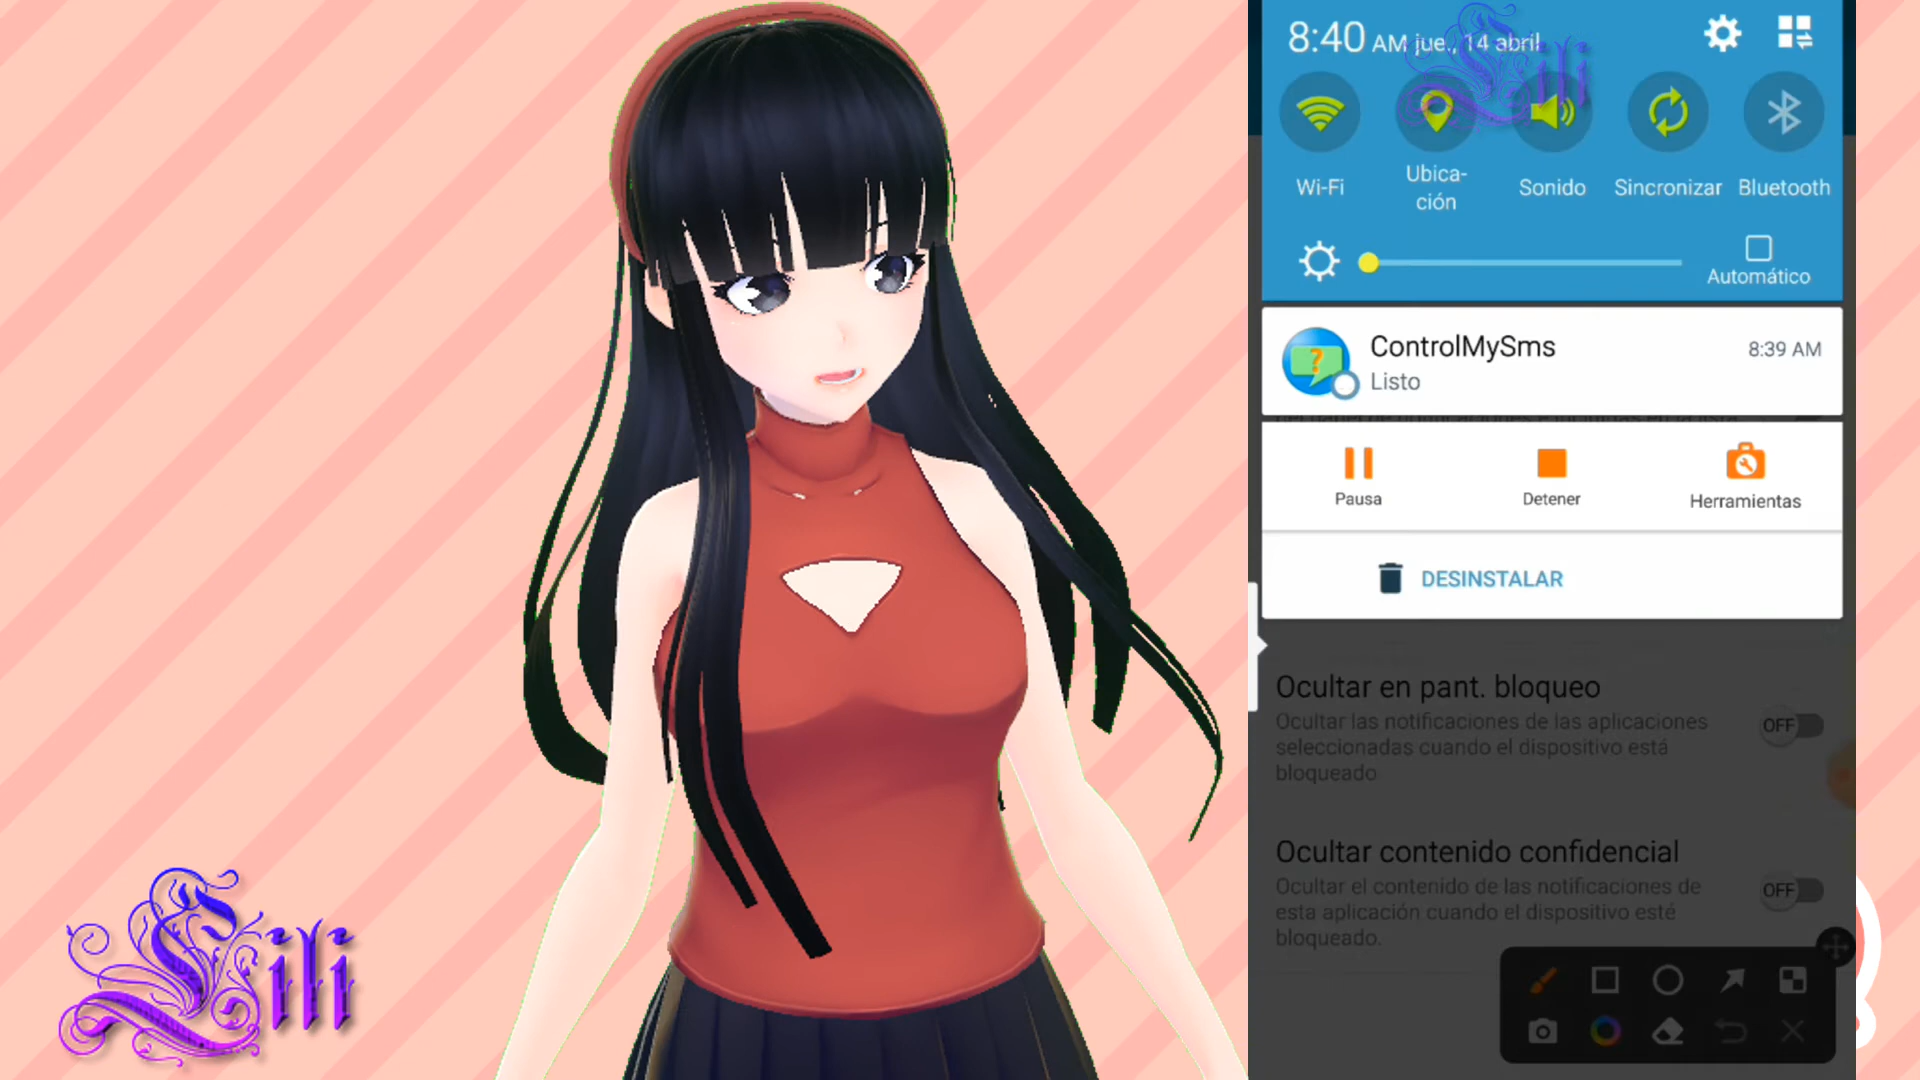 8:40 AM jue., 14 abril
Lili
Wi-Fi
Ubica-
ción
Sonido
Sincronizar
Bluetooth
Automático
ControlMySms
8:39 AM
Listo
Pausa
Detener
Herramientas
DESINSTALAR
Ocultar en pant. bloqueo
Ocultar las notificaciones de las aplicaciones
seleccionadas cuando el dispositivo está
bloqueado
OFF
Ocultar contenido confidencial
Ocultar el contenido de las notificaciones de
esta aplicación cuando el dispositivo esté
bloqueado.
OFF
Lili